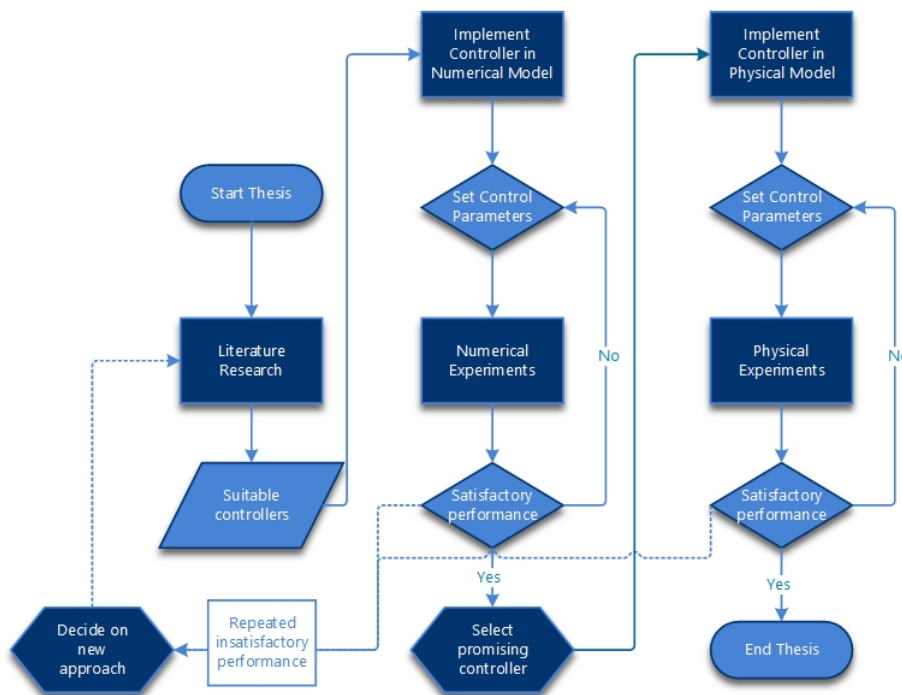 Start Thesis
Literature
Research
Suitable
controllers
Decide on
new
approach
Repeated
insatisfactory
performance
Implement
Controller in
Numerical Model
Set Control
Parameters
Numerical
Experiments
No
Satisfactory
performance
Yes
Select
promising
controller
Implement
Controller in
Physical Model
Set Control
Parameters
Physical
Experiments
No
Satisfactory
performance
Yes
End Thesis